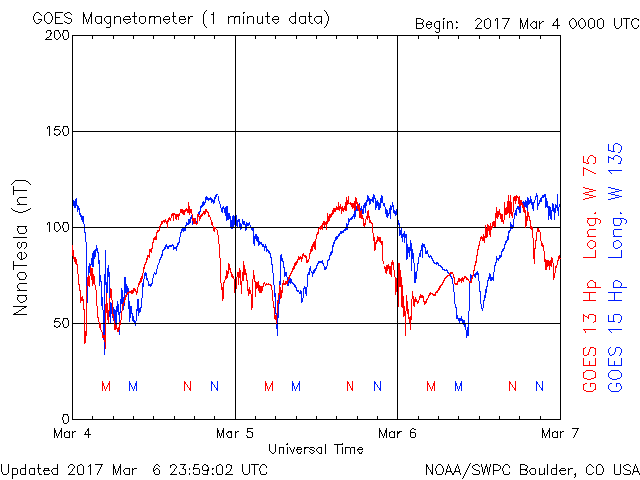 GOES Magnetometer (1 minute data)
Begin: 2017 Mar 4 0000 UTC
200
150
100
50
0
NanoTesla (nT)
M M N N M M N N M M N N
Mar 4 Mar 5 Mar 6 Mar 7
Universal Time
GOES 13 Hp Long. W 75
GOES 15 Hp Long. W 135
Updated 2017 Mar 6 23:59:02 UTC
NOAA/SWPC Boulder, CO USA